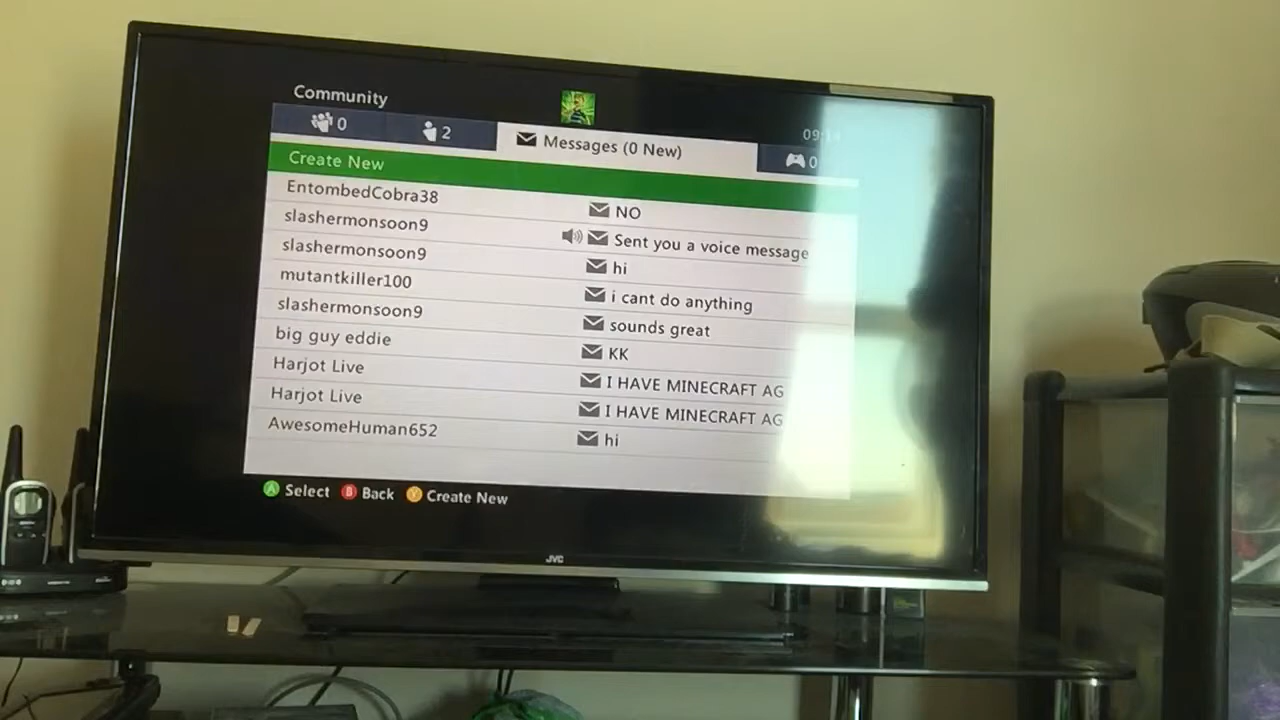 Community
0
2
Messages (0 New)
0
Create New
EntombedCobra38 NO
slashermonsoon9 Sent you a voice message
slashermonsoon9 hi
mutantkiller100 i cant do anything
slashermonsoon9 sounds great
big guy eddie KK
Harjot Live I HAVE MINECRAFT AG
Harjot Live I HAVE MINECRAFT AG
AwesomeHuman652 hi
A Select B Back Y Create New
JVC